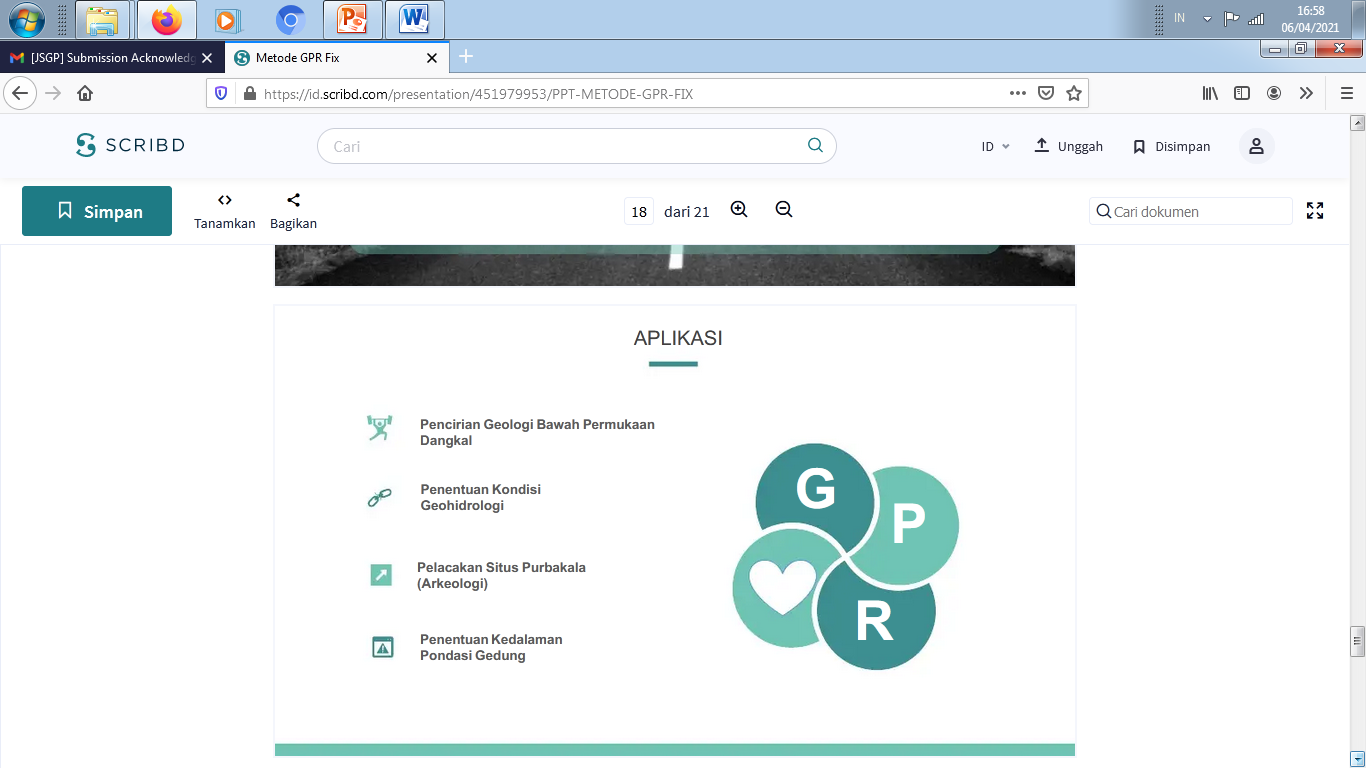 IN
16:58
06/04/2021
[JSGP] Submission Acknowledg
Metode GPR Fix
https://id.scribd.com/presentation/451979953/PPT-METODE-GPR-FIX
SCRIBD
Cari
ID
Unggah
Disimpan
Simpan
Tanamkan
Bagikan
18 dari 21
Cari dokumen
APLIKASI
Pencirian Geologi Bawah Permukaan
Dangkal
Penentuan Kondisi
Geohidrologi
Pelacakan Situs Purbakala
(Arkeologi)
Penentuan Kedalaman
Pondasi Gedung
G
P
R